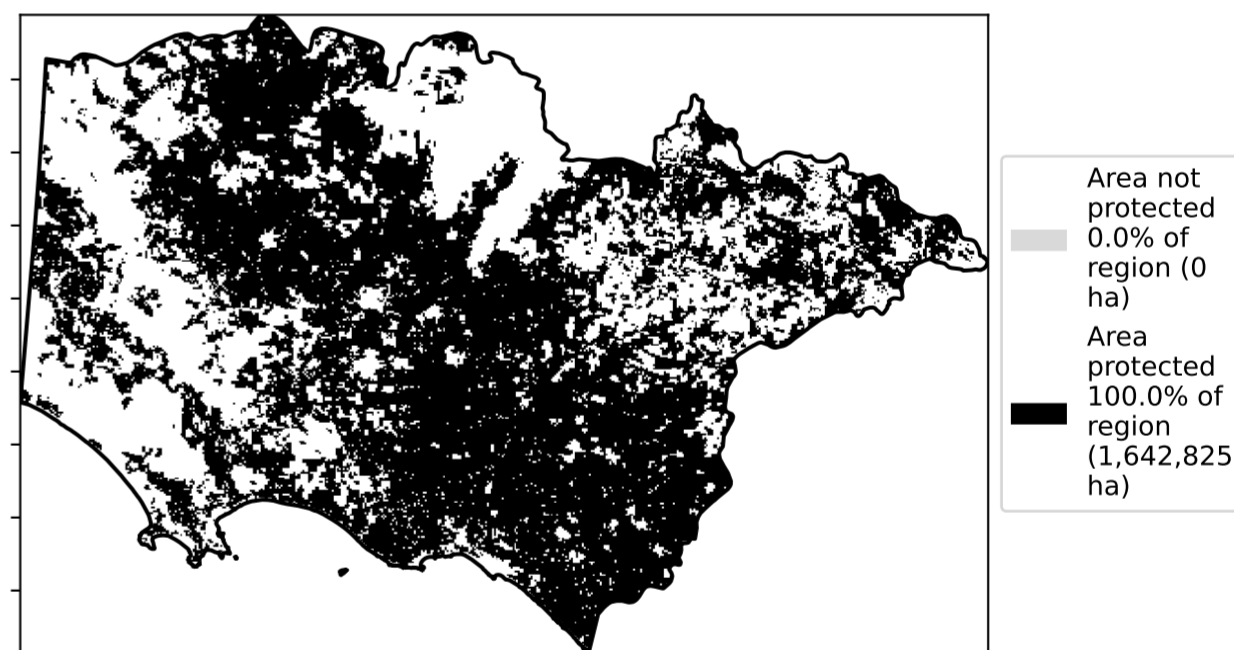 Area not
protected
0.0% of
region (0
ha)
Area
protected
100.0% of
region
(1,642,825
ha)